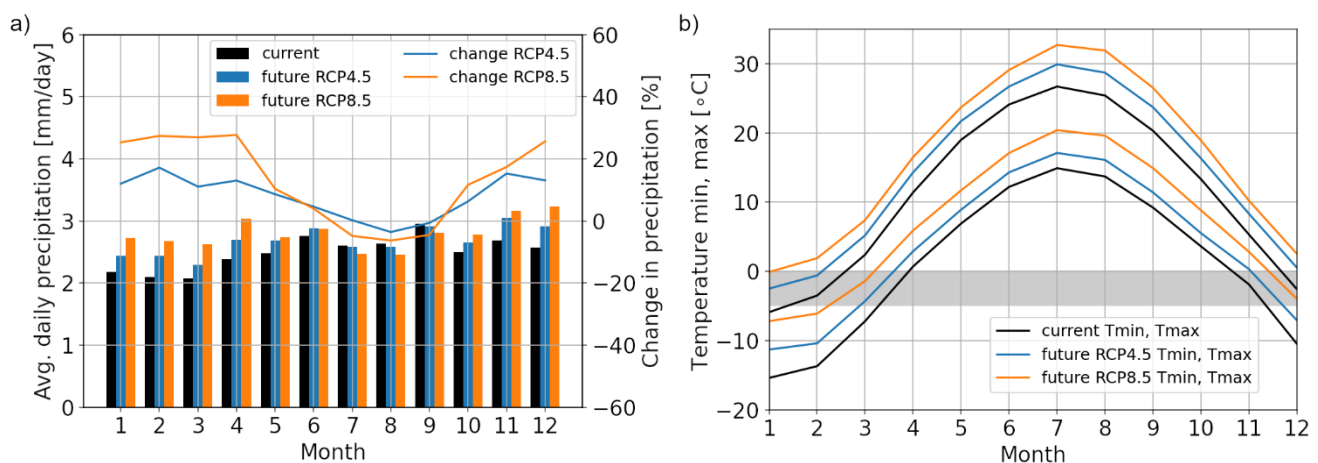 a)
Avg. daily precipitation [mm/day]
6
5
4
3
2
1
0
current
future RCP4.5
future RCP8.5
change RCP4.5
change RCP8.5
60
40
20
0
−20
−40
−60
Change in precipitation [%]
1 2 3 4 5 6 7 8 9 10 11 12
Month
b)
Temperature min, max [∘C]
30
20
10
0
−10
−20
current Tmin, Tmax
future RCP4.5 Tmin, Tmax
future RCP8.5 Tmin, Tmax
1 2 3 4 5 6 7 8 9 10 11 12
Month